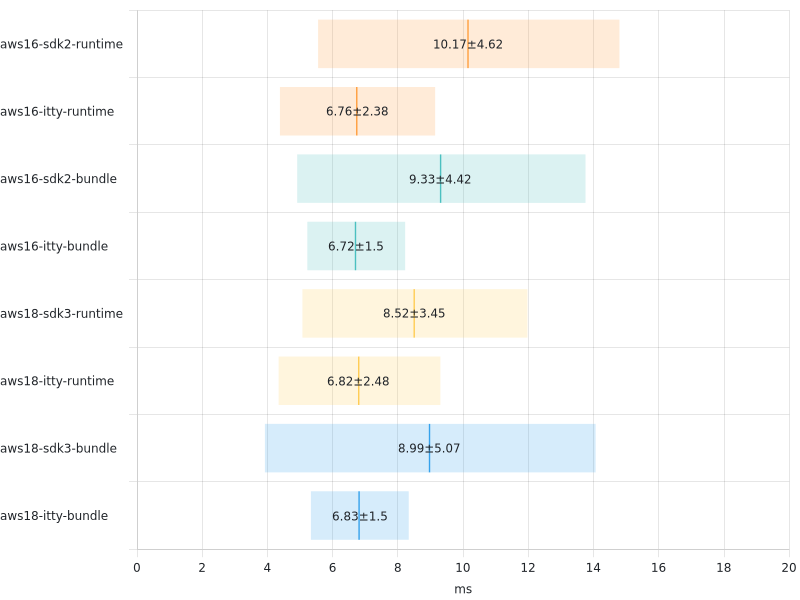 aws16-sdk2-runtime 10.17±4.62
aws16-itty-runtime 6.76±2.38
aws16-sdk2-bundle 9.33±4.42
aws16-itty-bundle 6.72±1.5
aws18-sdk3-runtime 8.52±3.45
aws18-itty-runtime 6.82±2.48
aws18-sdk3-bundle 8.99±5.07
aws18-itty-bundle 6.83±1.5
0 2 4 6 8 10 12 14 16 18 20
ms